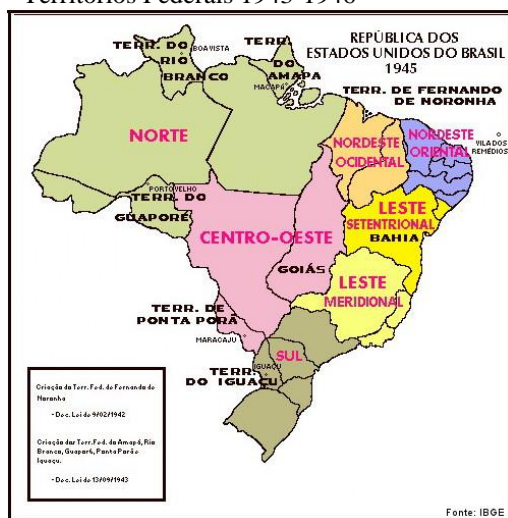 Territórios Federais 1943-1946
REPÚBLICA DOS
ESTADOS UNIDOS DO BRASIL
1945
TERR. DO
RIO
BRANCO
BOA VISTA
TERR.
DO
AMAPA
MACAPÁ
TERR. DE FERNANDO
DE NORONHA
NORTE
NORDESTE
OCIDENTAL
NORDESTE
ORIENTAL
VILA DOS
REMÉDIOS
PORTO VELHO
TERR. DO
GUAPORÉ
LESTE
SETENTRIONAL
BAHIA
CENTRO-OESTE
GOIÁS
LESTE
MERIDIONAL
TERR. DE
PONTA PORÃ
MARACAJU
SUL
IGUAÇU
TERR.
DO IGUAÇU
Criação do Terr. Fed. de Fernando de
Noronha
- Dec. Lei de 9/02/1942
Criação dos Terr. Fed. do Amapá, Rio
Branco, Guaporé, Ponta Porã e
Iguaçu.
- Dec. Lei de 13/09/1943
Fonte: IBGE